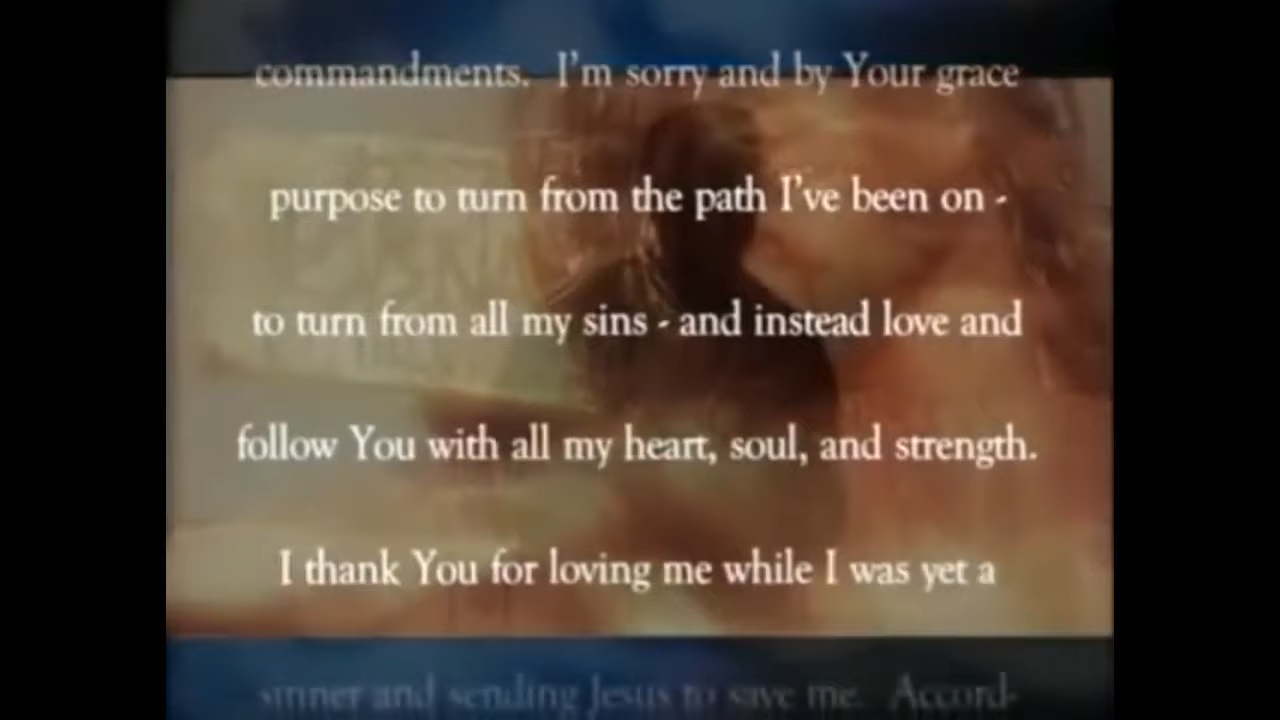 commandments. I'm sorry and by Your grace
purpose to turn from the path I've been on -
to turn from all my sins - and instead love and
follow You with all my heart, soul, and strength.
I thank You for loving me while I was yet a
sinner and sending Jesus to save me. Accord-